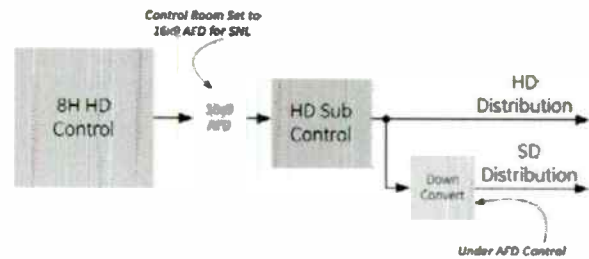 Control Room Set to
16x9 AFD for SNL
8H HD
Control
16x9
AFD
HD Sub
Control
HD
Distribution
SD
Distribution
Down
Convert
Under AFD Control